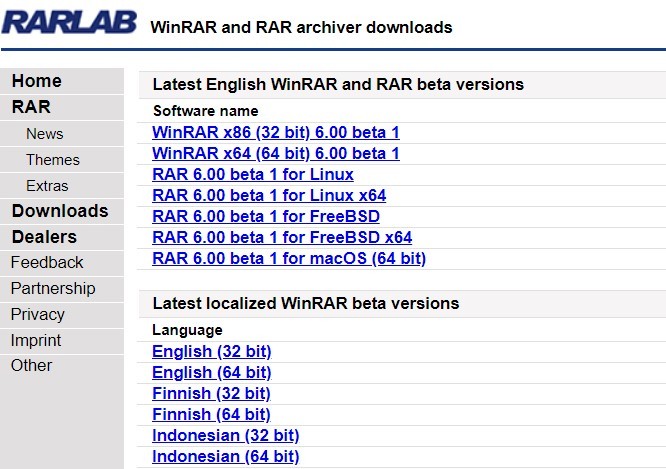 RARLAB
WinRAR and RAR archiver downloads
Home
RAR
News
Themes
Extras
Downloads
Dealers
Feedback
Partnership
Privacy
Imprint
Other
Latest English WinRAR and RAR beta versions
Software name
WinRAR x86 (32 bit) 6.00 beta 1
WinRAR x64 (64 bit) 6.00 beta 1
RAR 6.00 beta 1 for Linux
RAR 6.00 beta 1 for Linux x64
RAR 6.00 beta 1 for FreeBSD
RAR 6.00 beta 1 for FreeBSD x64
RAR 6.00 beta 1 for macOS (64 bit)
Latest localized WinRAR beta versions
Language
English (32 bit)
English (64 bit)
Finnish (32 bit)
Finnish (64 bit)
Indonesian (32 bit)
Indonesian (64 bit)